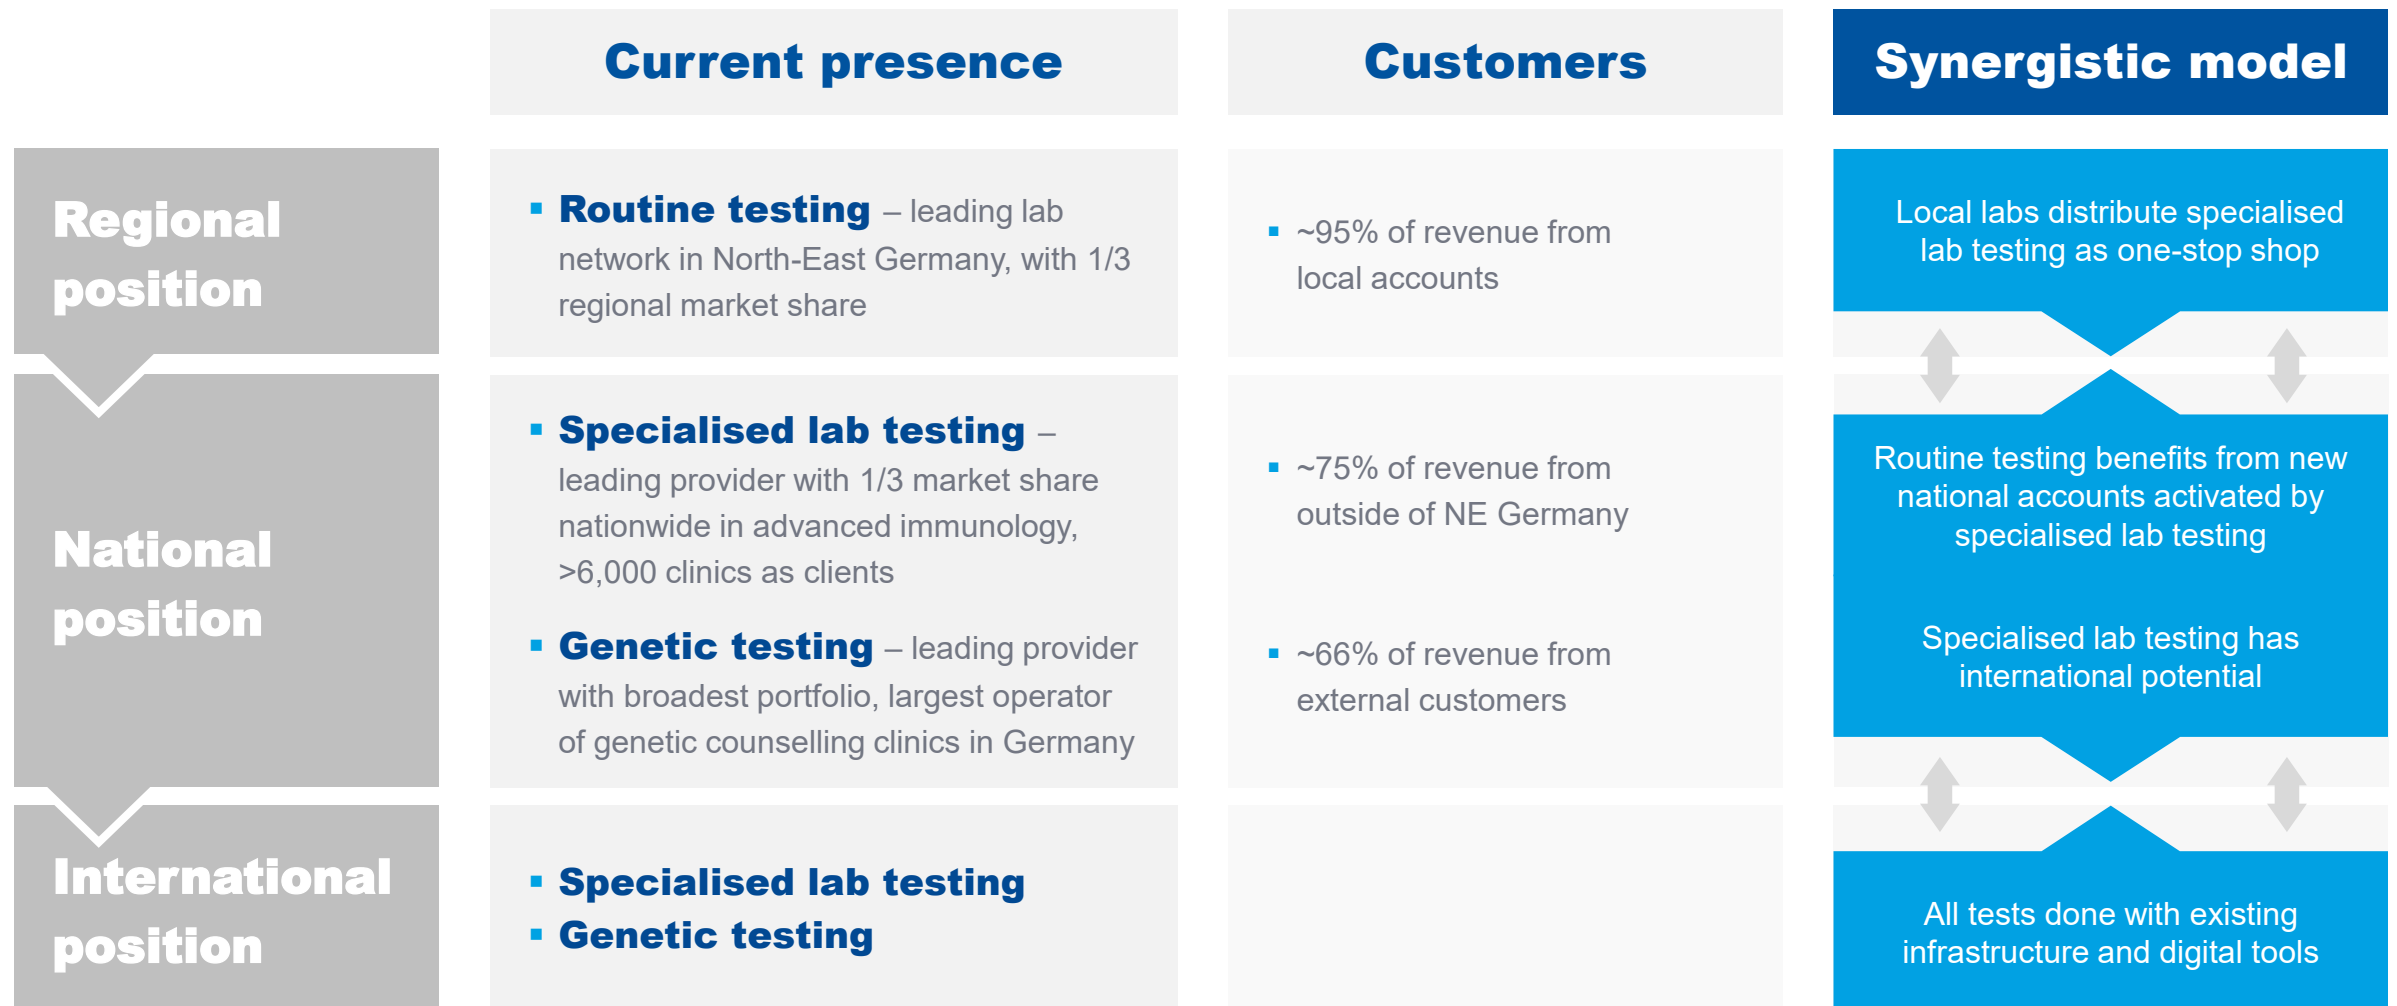 Current presence
Customers
Synergistic model
Regional
position
▪ Routine testing – leading lab
network in North-East Germany, with 1/3
regional market share
▪ ~95% of revenue from
local accounts
Local labs distribute specialised
lab testing as one-stop shop
National
position
▪ Specialised lab testing –
leading provider with 1/3 market share
nationwide in advanced immunology,
>6,000 clinics as clients
▪ Genetic testing – leading provider
with broadest portfolio, largest operator
of genetic counselling clinics in Germany
▪ ~75% of revenue from
outside of NE Germany
▪ ~66% of revenue from
external customers
Routine testing benefits from new
national accounts activated by
specialised lab testing
Specialised lab testing has
international potential
International
position
▪ Specialised lab testing
▪ Genetic testing
All tests done with existing
infrastructure and digital tools